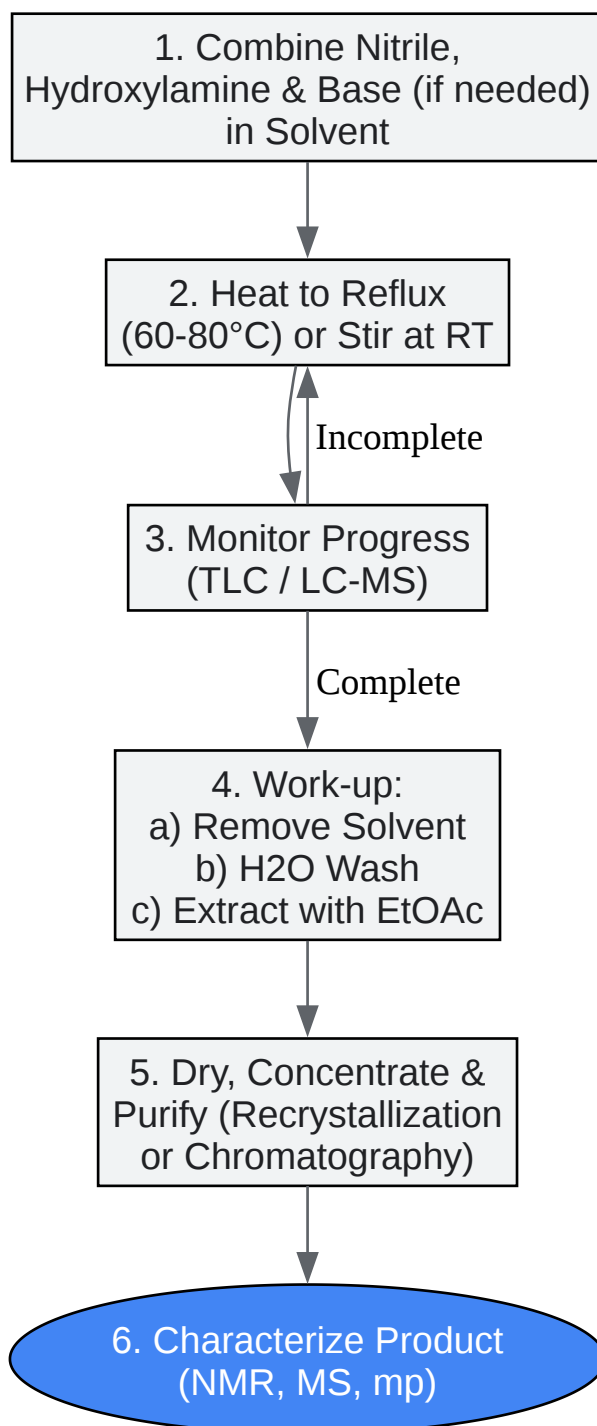 1. Combine Nitrile,
Hydroxylamine & Base (if needed)
in Solvent
2. Heat to Reflux
(60-80°C) or Stir at RT
Incomplete
3. Monitor Progress
(TLC / LC-MS)
Complete
4. Work-up:
a) Remove Solvent
b) H2O Wash
c) Extract with EtOAc
5. Dry, Concentrate &
Purify (Recrystallization
or Chromatography)
6. Characterize Product
(NMR, MS, mp)